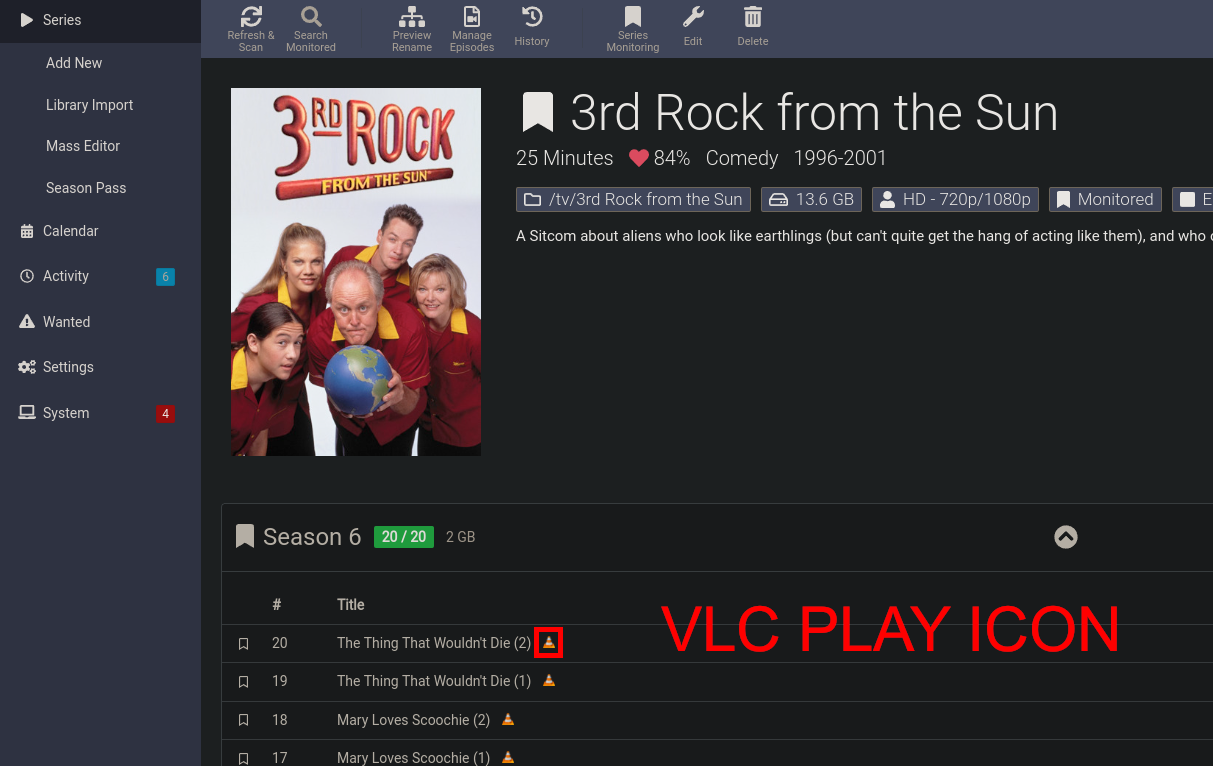 Series
Add New
Library Import
Mass Editor
Season Pass
Calendar
Activity 6
Wanted
Settings
System 4
Refresh & Scan
Search Monitored
Preview Rename
Manage Episodes
History
Series Monitoring
Edit
Delete
3RD ROCK
FROM THE SUN
3rd Rock from the Sun
25 Minutes 84% Comedy 1996-2001
/tv/3rd Rock from the Sun 13.6 GB HD - 720p/1080p Monitored
A Sitcom about aliens who look like earthlings (but can't quite get the hang of acting like them), and who
Season 6 20 / 20 2 GB
# Title
VLC PLAY ICON
20 The Thing That Wouldn't Die (2)
19 The Thing That Wouldn't Die (1)
18 Mary Loves Scoochie (2)
17 Mary Loves Scoochie (1)